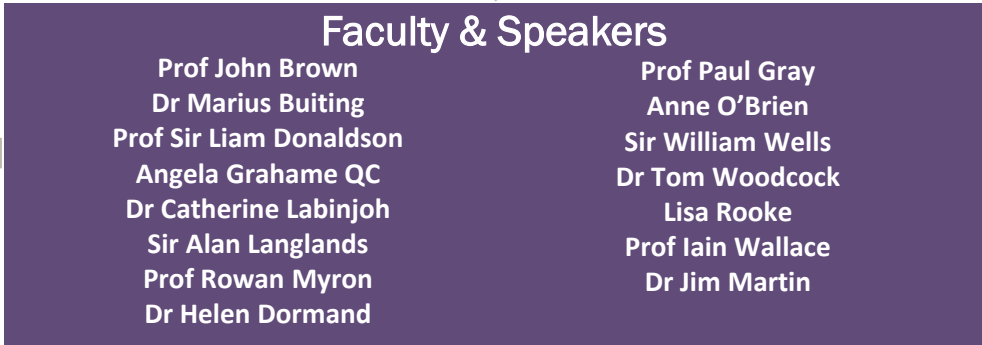 Faculty & Speakers
Prof John Brown
Dr Marius Buiting
Prof Sir Liam Donaldson
Angela Grahame QC
Dr Catherine Labinjoh
Sir Alan Langlands
Prof Rowan Myron
Dr Helen Dormand
Prof Paul Gray
Anne O’Brien
Sir William Wells
Dr Tom Woodcock
Lisa Rooke
Prof Iain Wallace
Dr Jim Martin